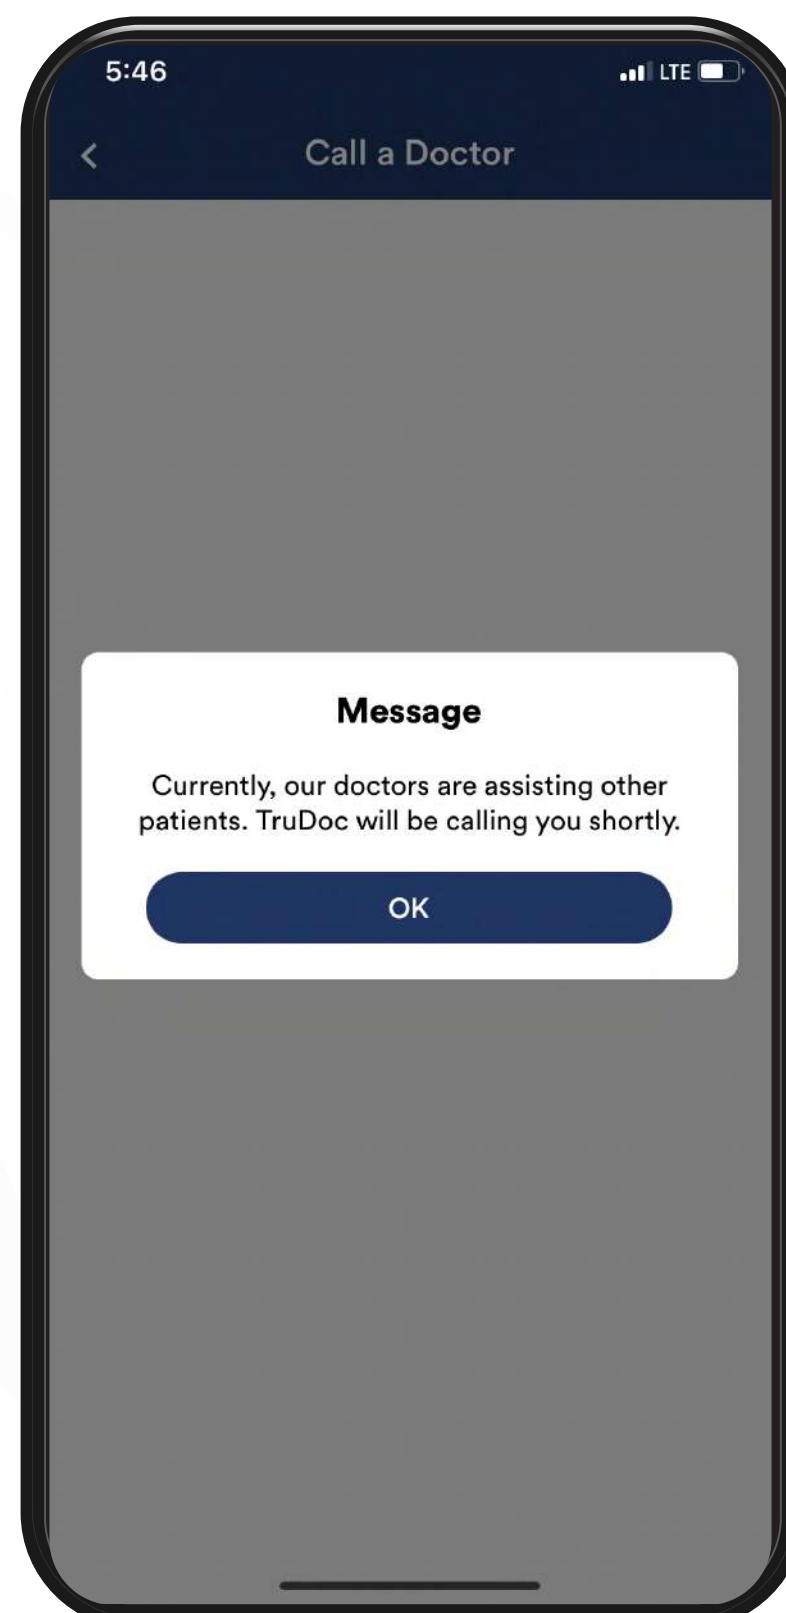 5:46
LTE
Call a Doctor
Message
Currently, our doctors are assisting other
patients. TruDoc will be calling you shortly.
OK